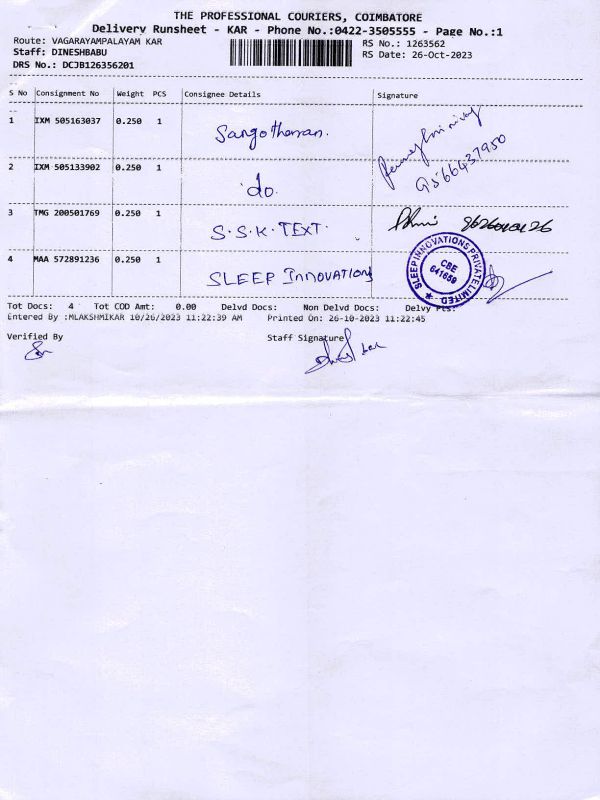 THE PROFESSIONAL COURIERS, COIMBATORE
Delivery Runsheet - KAR - Phone No.:0422-3505555 - Page No.:1
Route: VAGARAYAMPALAYAM KAR RS No.: 1263562
Staff: DINESHBABU RS Date: 26-Oct-2023
DRS No.: DCJB126356201
S No Consignment No Weight PCS Consignee Details Signature
1 IXM 505163037 0.250 1
9566437950
2 IXM 505133902 0.250 1 do.
3 TMG 200501769 0.250 1 S.S.K. TEXT.
4 MAA 572891236 0.250 1 SLEEP INNOVATIONS
SLEEP INNOVATIONS PRIVATE LIMITED
CBE
641659
Tot Docs: 4 Tot COD Amt: 0.00 Delvd Docs: Non Delvd Docs: Delvy Pts:
Entered By :MLAKSHMIKAR 10/26/2023 11:22:39 AM Printed On: 26-10-2023 11:22:45
Verified By Staff Signature